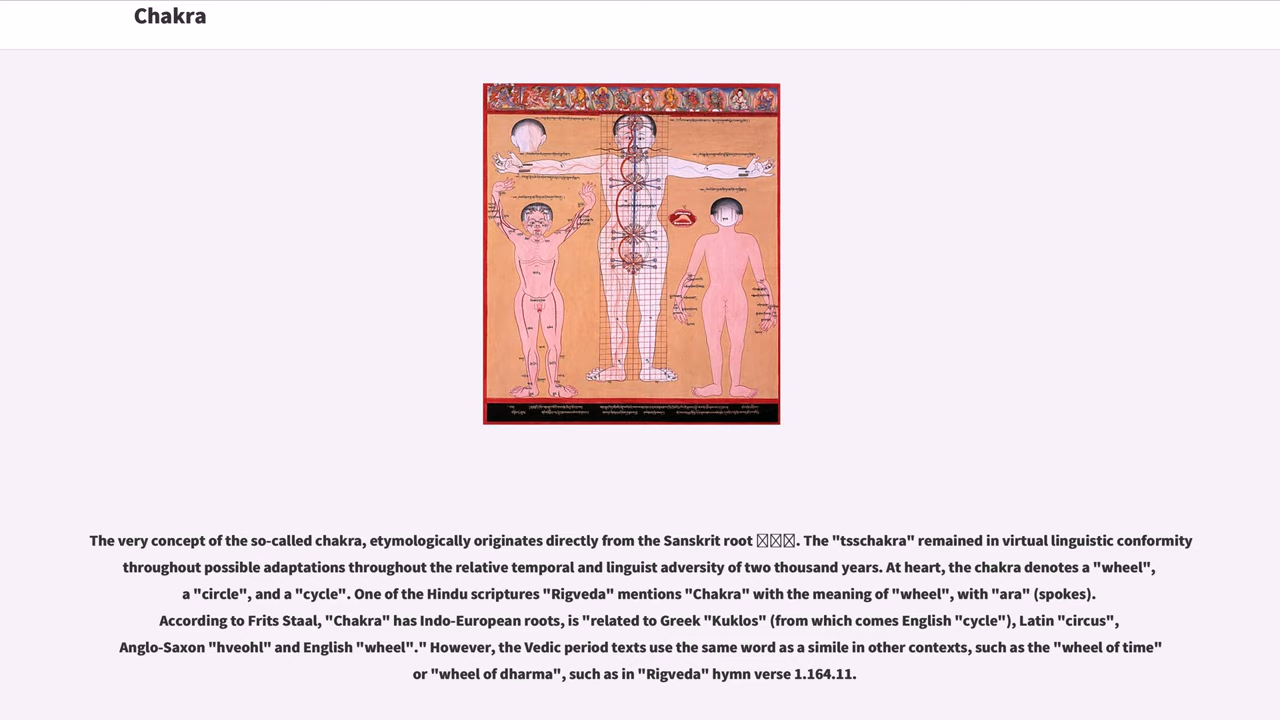 Chakra
The very concept of the so-called chakra, etymologically originates directly from the Sanskrit root. The "tsschakra" remained in virtual linguistic conformity
throughout possible adaptations throughout the relative temporal and linguist adversity of two thousand years. At heart, the chakra denotes a "wheel",
a "circle", and a "cycle". One of the Hindu scriptures "Rigveda" mentions "Chakra" with the meaning of "wheel", with "ara" (spokes).
According to Frits Staal, "Chakra" has Indo-European roots, is "related to Greek "Kuklos" (from which comes English "cycle"), Latin "circus",
Anglo-Saxon "hveohl" and English "wheel"." However, the Vedic period texts use the same word as a simile in other contexts, such as the "wheel of time"
or "wheel of dharma", such as in "Rigveda" hymn verse 1.164.11.